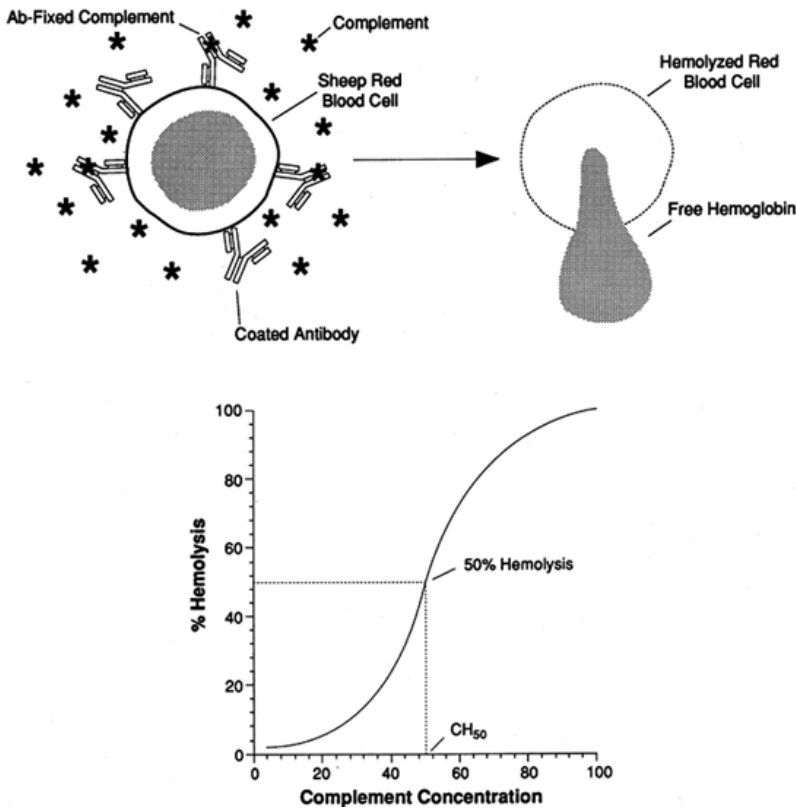 Ab-Fixed Complement
Complement
Sheep Red
Blood Cell
Coated Antibody
Hemolyzed Red
Blood Cell
Free Hemoglobin
100
80
60
40
20
0
% Hemolysis
50% Hemolysis
CH50
0 20 40 60 80 100
Complement Concentration